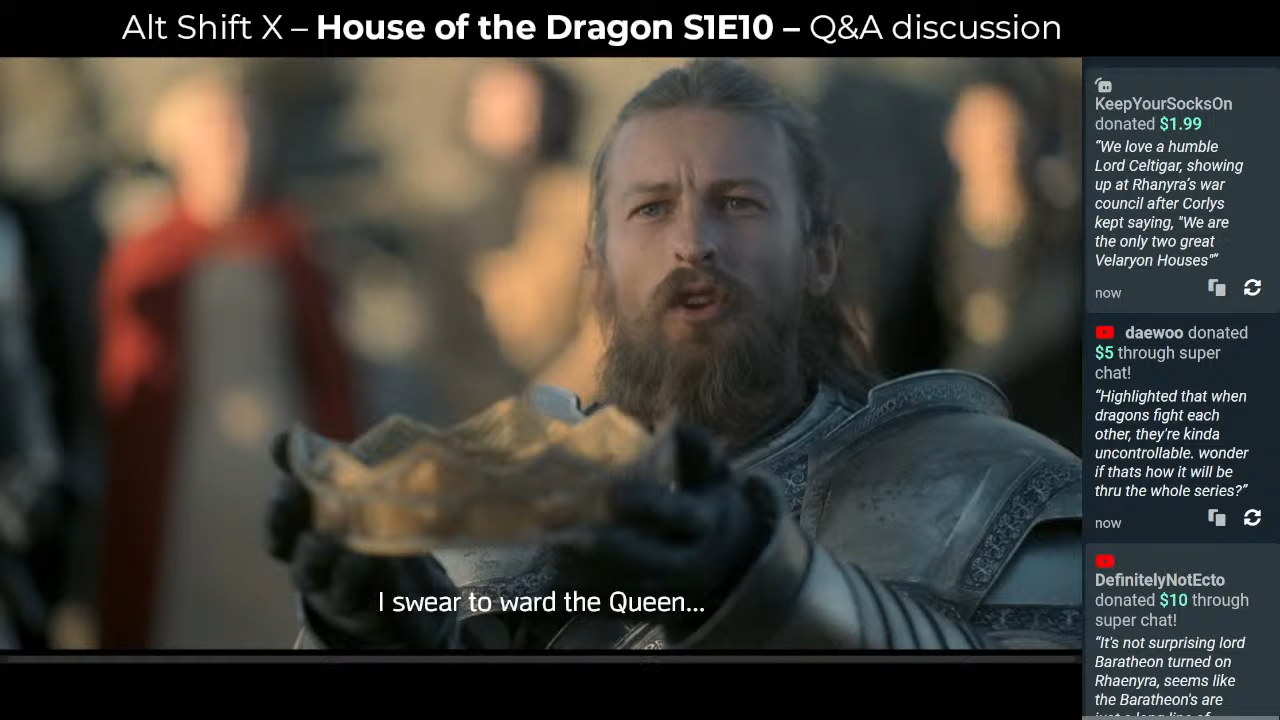 Alt Shift X – House of the Dragon S1E10 – Q&A discussion
I swear to ward the Queen...
KeepYourSocksOn
donated $1.99
“We love a humble
Lord Celtigar, showing
up at Rhanyra's war
council after Corlys
kept saying, "We are
the only two great
Velaryon Houses"”
now
daewoo donated
$5 through super
chat!
“Highlighted that when
dragons fight each
other, they're kinda
uncontrollable. wonder
if thats how it will be
thru the whole series?”
now
DefinitelyNotEcto
donated $10 through
super chat!
“It's not surprising lord
Baratheon turned on
Rhaenyra, seems like
the Baratheon's are